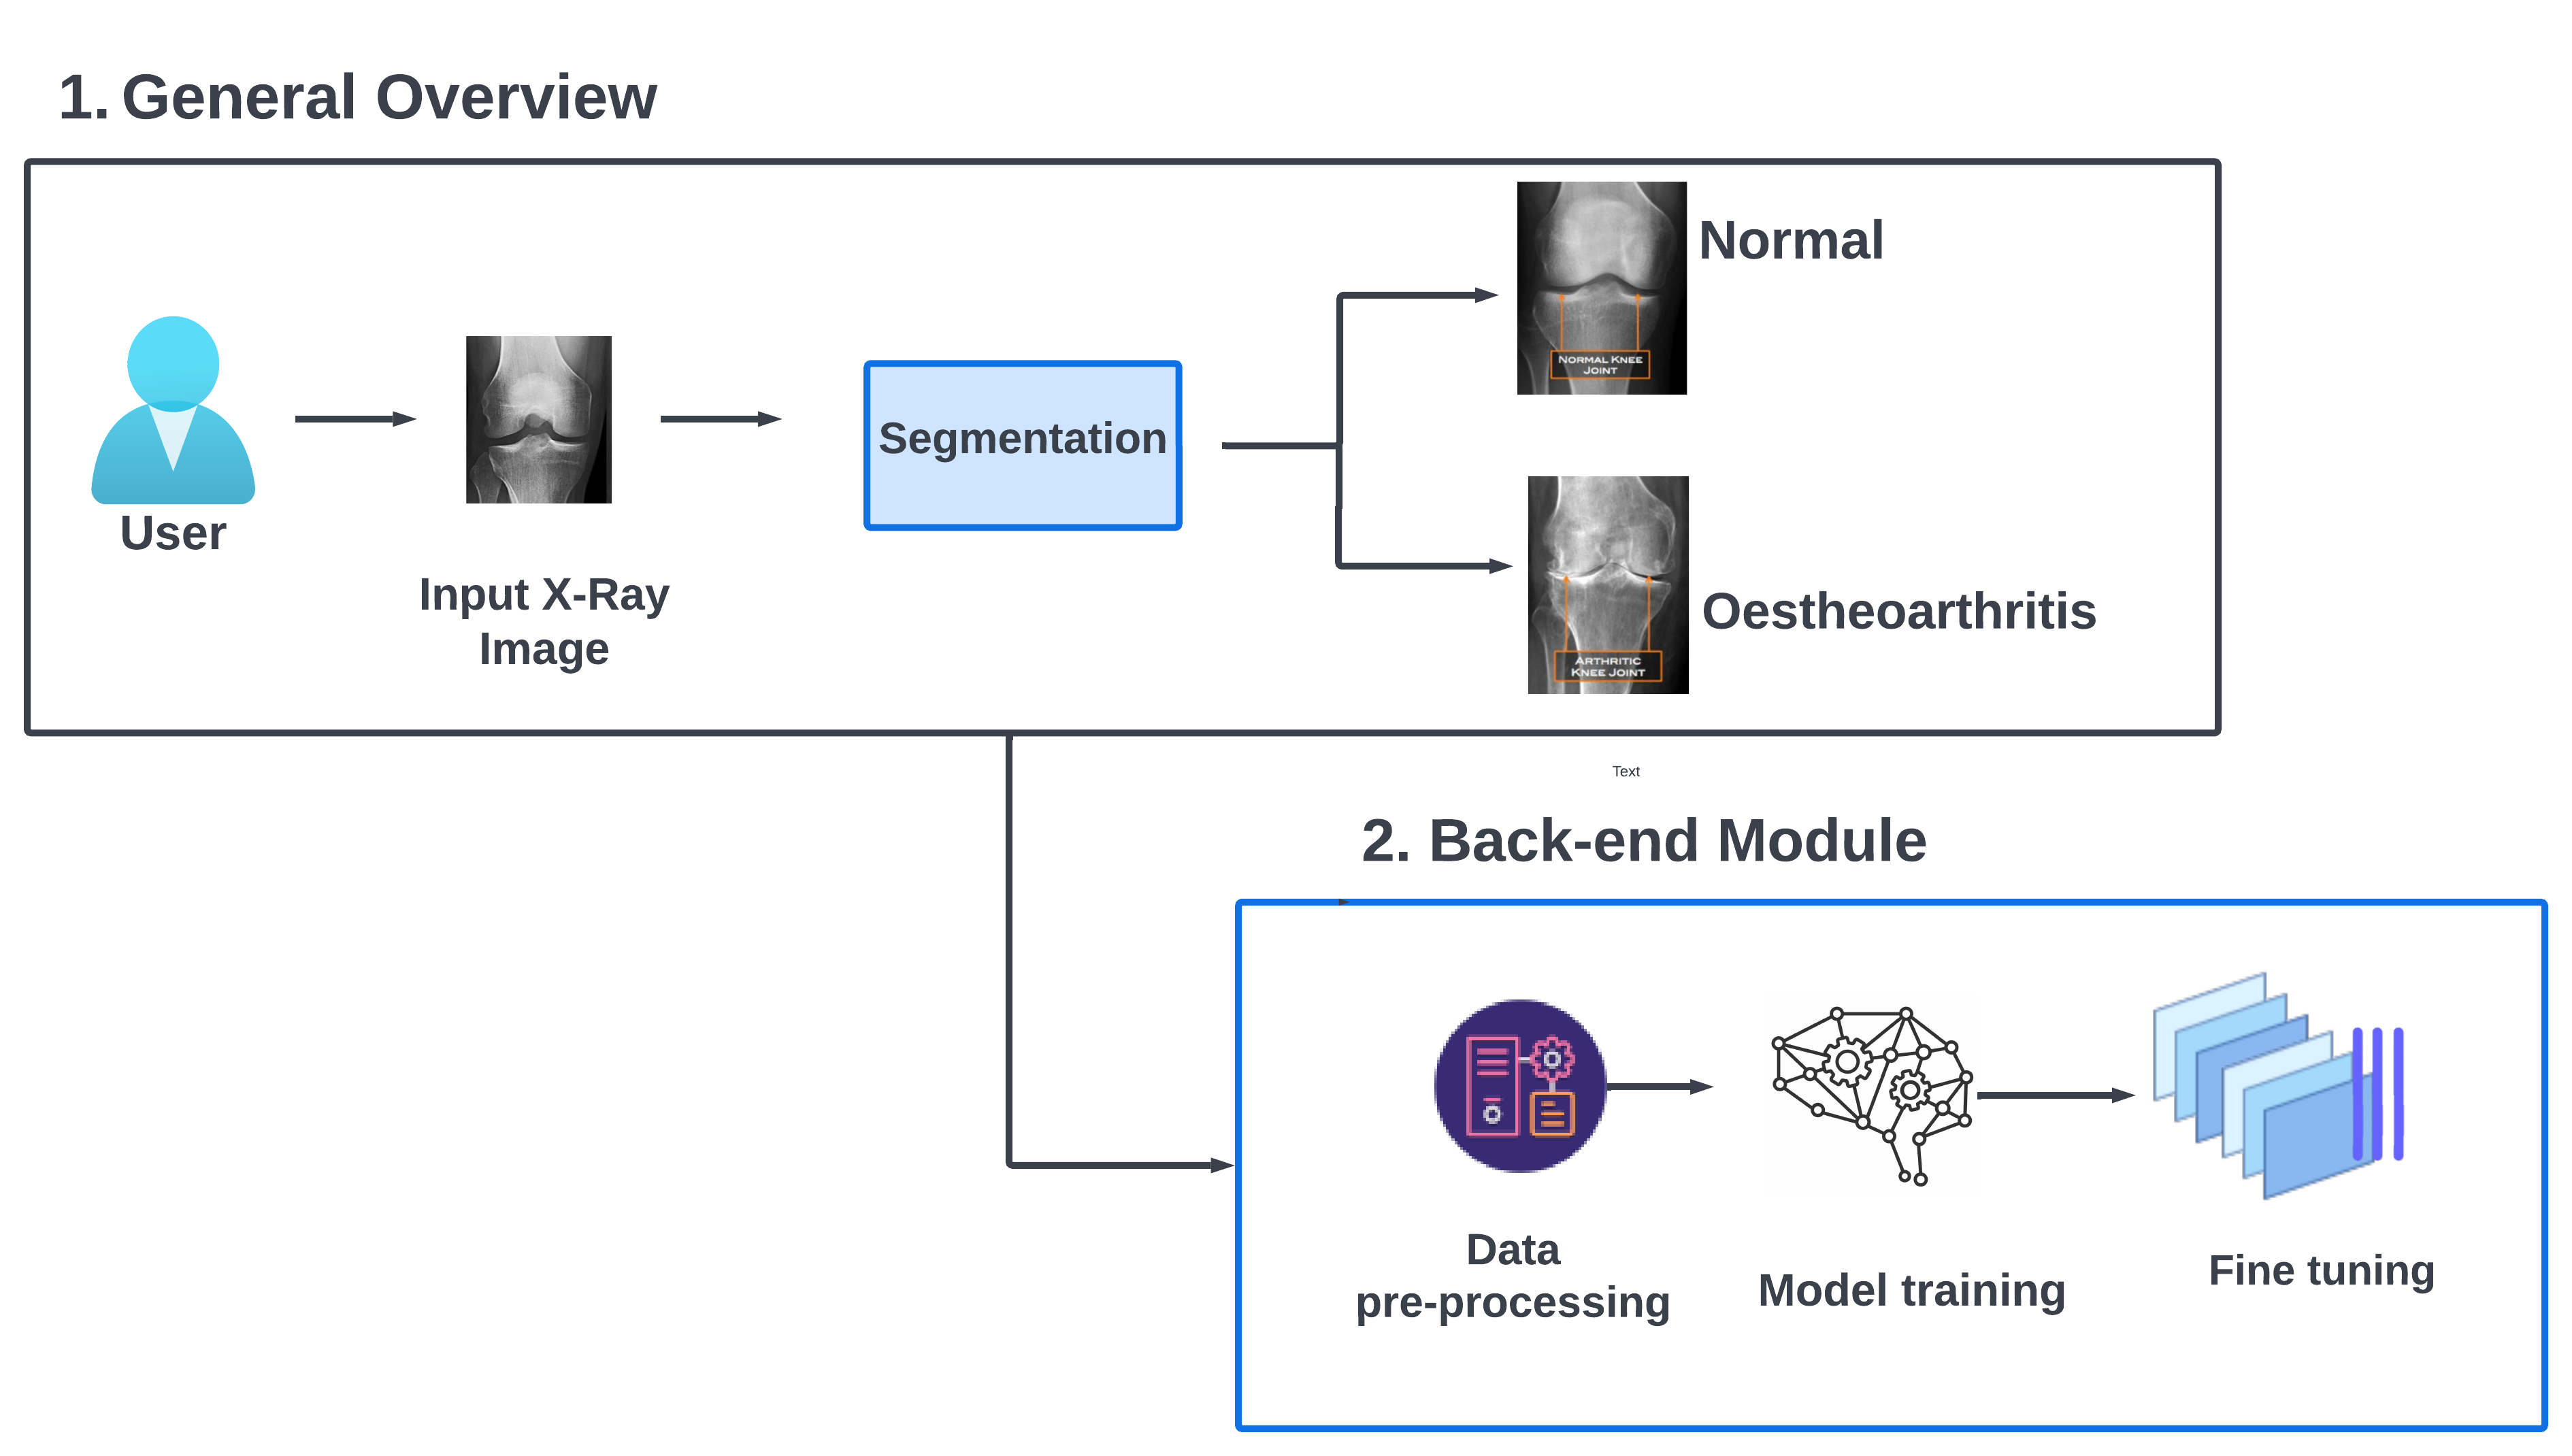 1. General Overview
Normal
NORMAL KNEE
JOINT
Segmentation
User
Input X-Ray
Image
Oestheoarthritis
ARTHRITIC
KNEE JOINT
Text
2. Back-end Module
Data
pre-processing
Model training
Fine tuning